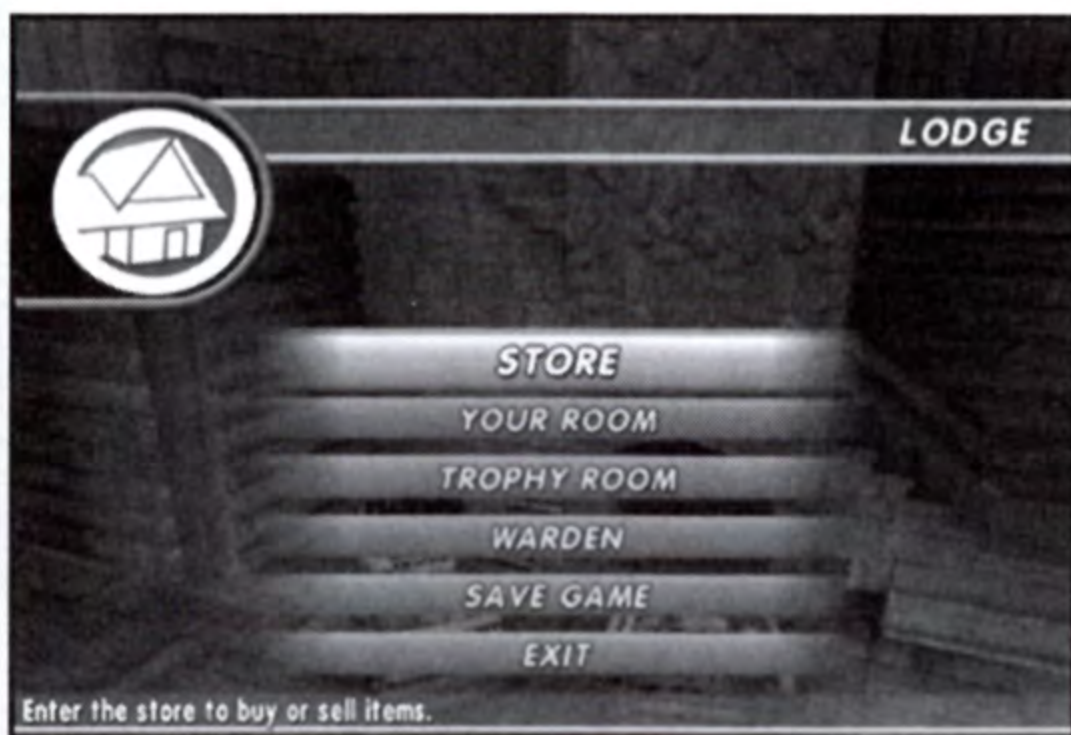 LODGE
STORE
YOUR ROOM
TROPHY ROOM
WARDEN
SAVE GAME
EXIT
Enter the store to buy or sell items.